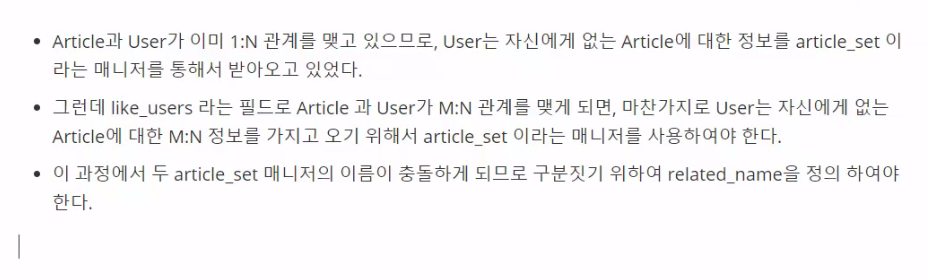 • Article과 User가 이미 1:N 관계를 맺고 있으므로, User는 자신에게 없는 Article에 대한 정보를 article_set 이
라는 매니저를 통해서 받아오고 있었다.
• 그런데 like_users 라는 필드로 Article 과 User가 M:N 관계를 맺게 되면, 마찬가지로 User는 자신에게 없는
Article에 대한 M:N 정보를 가지고 오기 위해서 article_set 이라는 매니저를 사용하여야 한다.
• 이 과정에서 두 article_set 매니저의 이름이 충돌하게 되므로 구분짓기 위하여 related_name을 정의 하여야
한다.